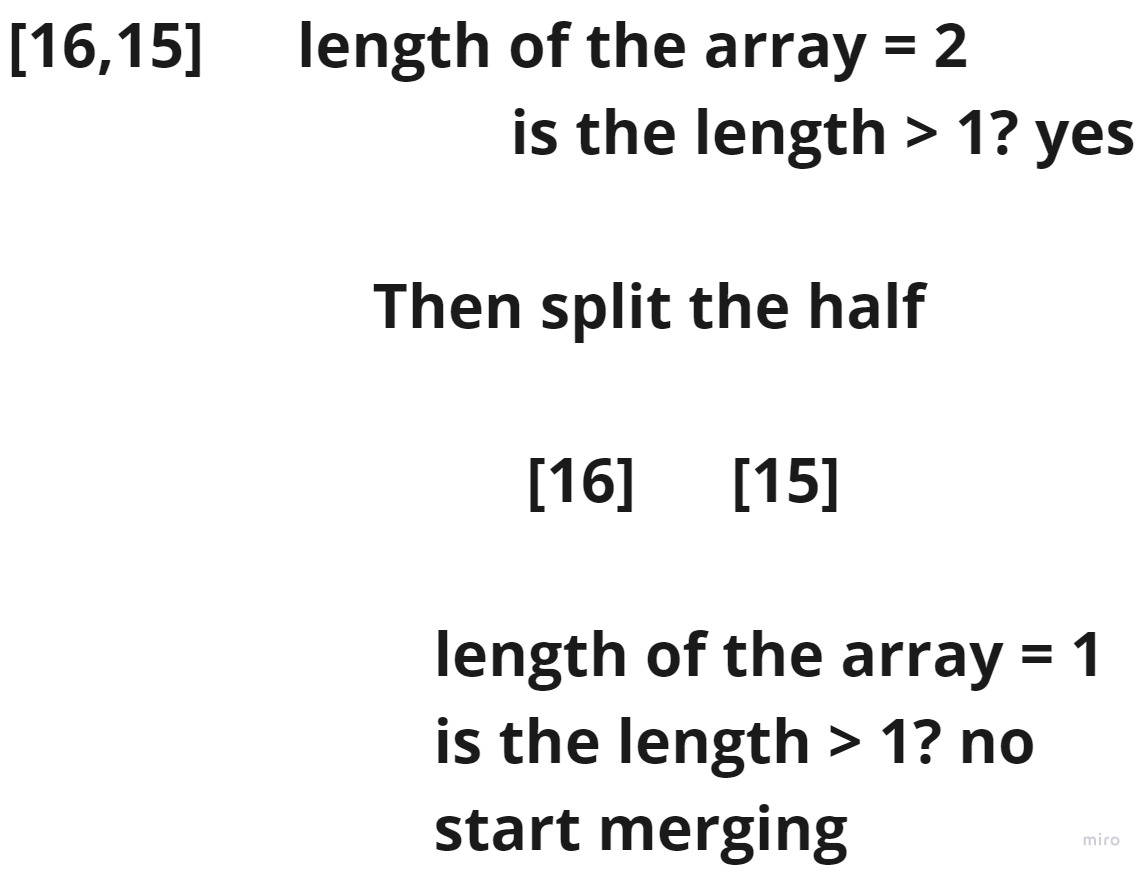 [16,15] length of the array = 2
is the length > 1? yes
Then split the half
[16] [15]
length of the array = 1
is the length > 1? no
start merging
miro